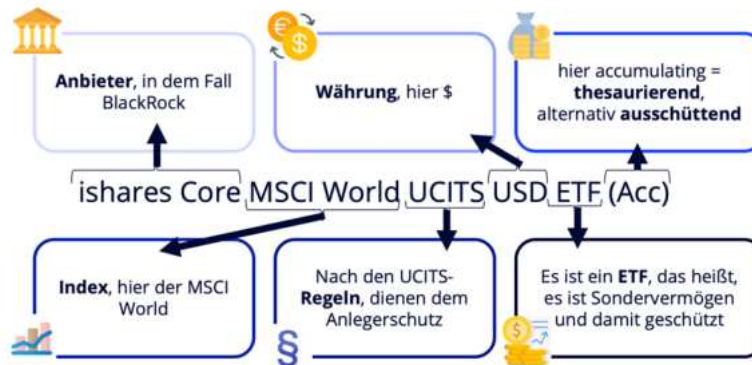 Anbieter, in dem Fall
BlackRock
Währung, hier $
hier accumulating =
thesaurierend,
alternativ ausschüttend
ishares Core MSCI World UCITS USD ETF (Acc)
Index, hier der MSCI
World
Nach den UCITS-
Regeln, dienen dem
Anlegerschutz
Es ist ein ETF, das heißt,
es ist Sondervermögen
und damit geschützt